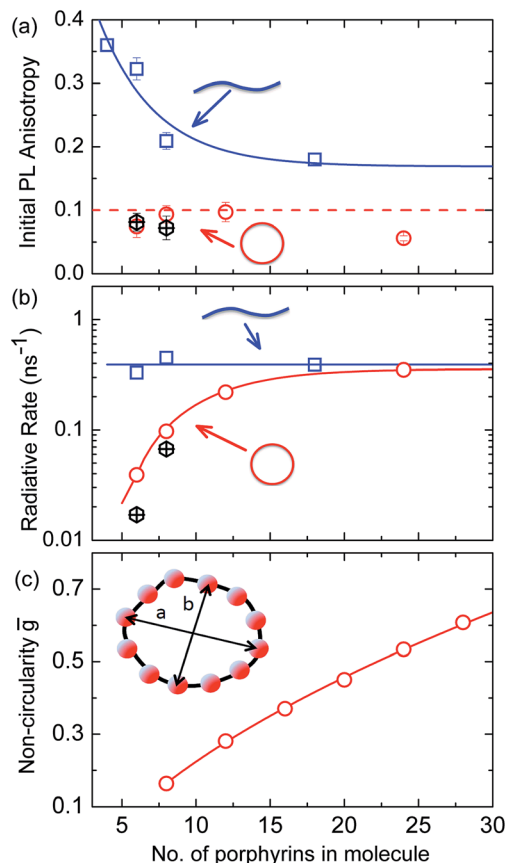 (a)
0.4
0.3
0.2
0.1
0.0
Initial PL Anisotropy
(b)
1
0.1
0.01
Radiative Rate (ns⁻¹)
(c)
0.7
0.5
0.3
0.1
Non-circularity g̅
a
b
5 10 15 20 25 30
No. of porphyrins in molecule